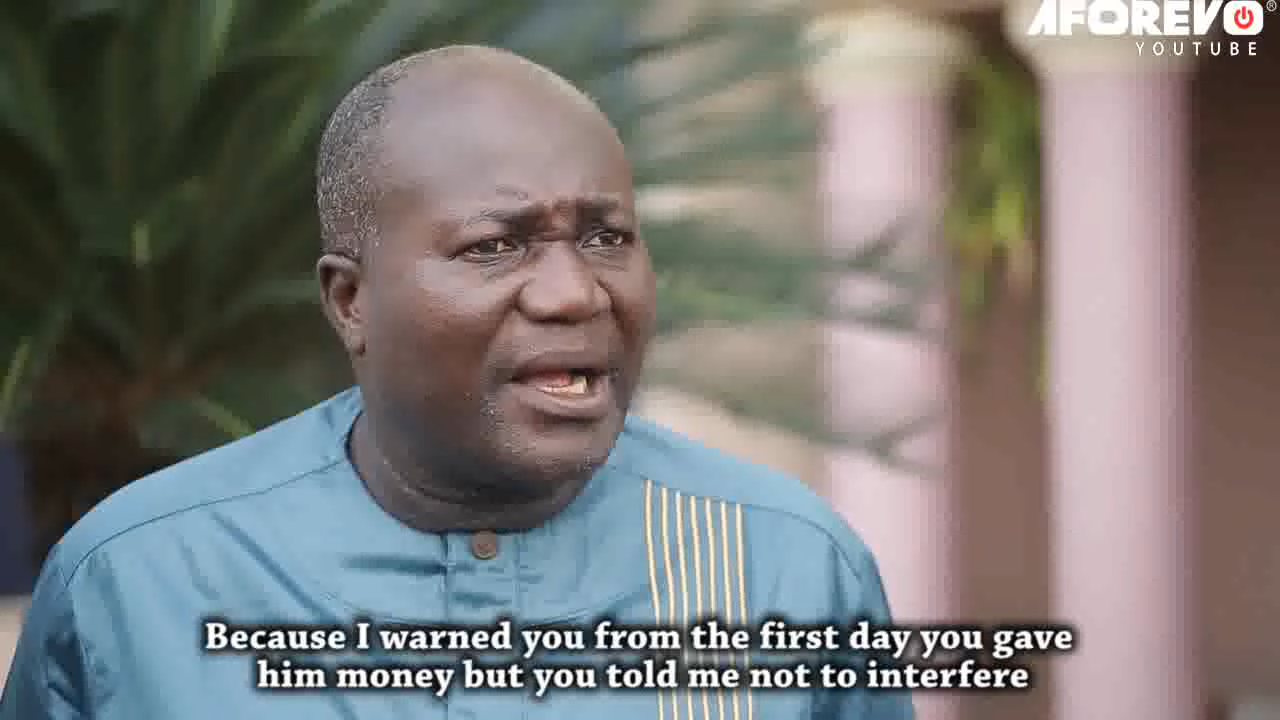 AFOREVO®
YOUTUBE
Because I warned you from the first day you gave
him money but you told me not to interfere